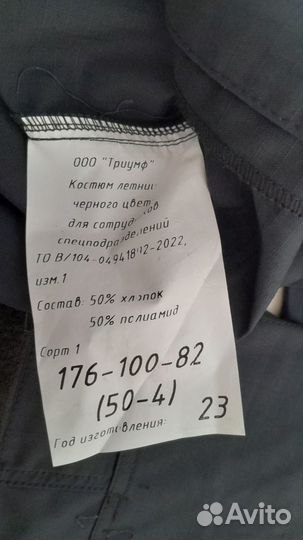 ООО "Триумф"
Костюм летний
черного цвета
для сотрудников
спецподразделений
ТО В/104-04941812-2022,
изм.1
Состав: 50% хлопок
50% полиамид
Сорт 1
176-100-82
(50-4)
23
Год изготовления:
Avito